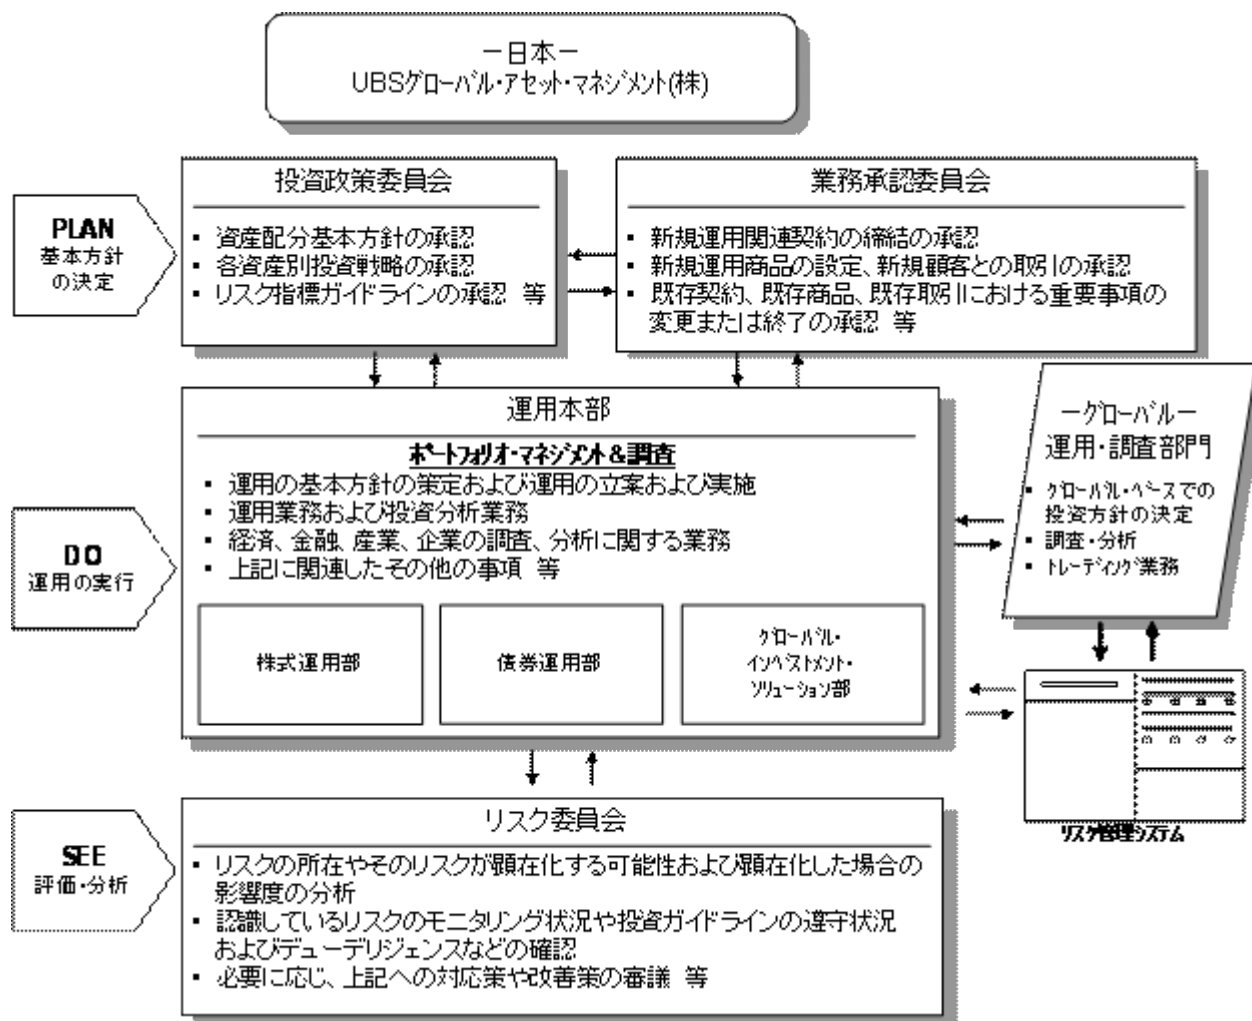 ー日本ー
UBSグローバル・アセット・マネジメント(株)
PLAN
基本方針
の決定
投資政策委員会
▪ 資産配分基本方針の承認
▪ 各資産別投資戦略の承認
▪ リスク指標ガイドラインの承認 等
業務承認委員会
▪ 新規運用関連契約の締結の承認
▪ 新規運用商品の設定、新規顧客との取引の承認
▪ 既存契約、既存商品、既存取引における重要事項の
変更または終了の承認 等
DO
運用の実行
運用本部
ポートフォリオ・マネジメント&調査
▪ 運用の基本方針の策定および運用の立案および実施
▪ 運用業務および投資分析業務
▪ 経済、金融、産業、企業の調査、分析に関する業務
▪ 上記に関連したその他の事項 等
株式運用部
債券運用部
グローバル・
インベストメント・
ソリューション部
ーグローバルー
運用・調査部門
▪ グローバル・ベースでの
投資方針の決定
▪ 調査・分析
▪ トレーディング業務
リスク管理システム
SEE
評価・分析
リスク委員会
▪ リスクの所在やそのリスクが顕在化する可能性および顕在化した場合の
影響度の分析
▪ 認識しているリスクのモニタリング状況や投資ガイドラインの遵守状況
およびデューデリジェンスなどの確認
▪ 必要に応じ、上記への対応策や改善策の審議 等